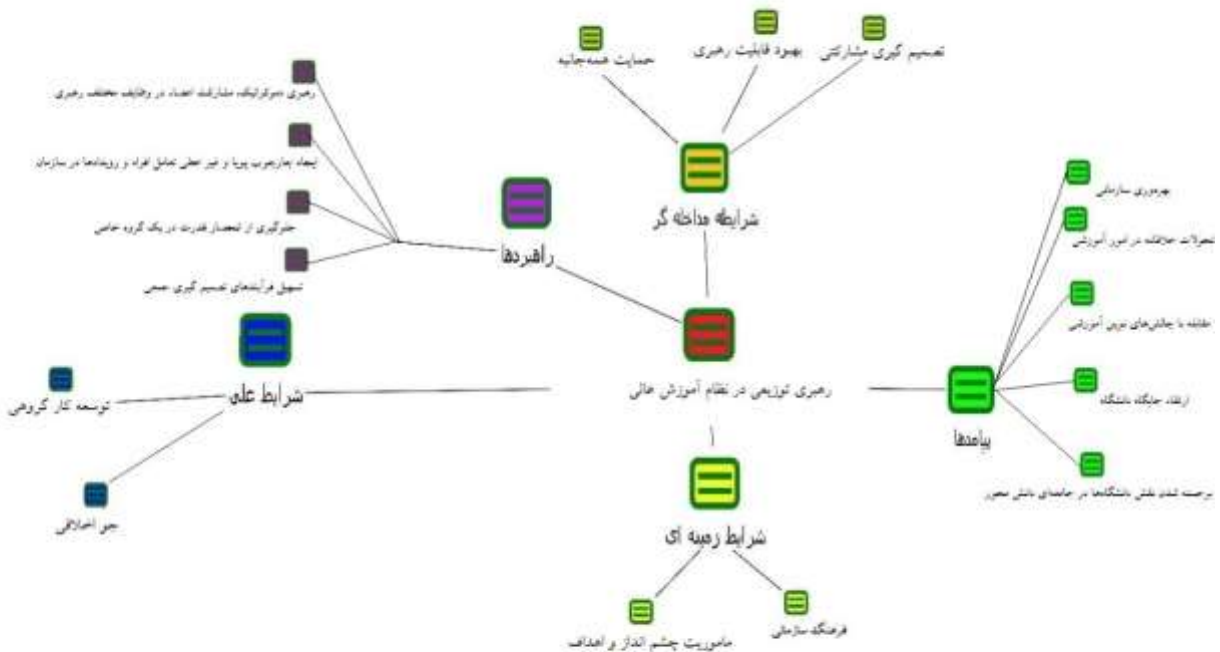 تصمیم گیری مشارکتی
بهبود قابلیت رهبری
حمایت همه‌جانبه
شرایطه مداخله گر
رهبری دموکراتیک، مشارکت اعضاء در وظایف مختلف رهبری
ایجاد چهارچوب پویا و غیر خطی تعامل افراد و رویدادها در سازمان
جلوگیری از انحصار قدرت در یک گروه خاص
تسهیل فرآیندهای تصمیم گیری جمعی
راهبردها
بهره‌وری سازمانی
تحولات خلاقانه در امور آموزشی
مقابله با چالش‌های نوین آموزشی
ارتقاء جایگاه دانشگاه
برجسته شدن نقش دانشگاه‌ها در جامعه‌ای دانش محور
پیامدها
رهبری توزیعی در نظام آموزش عالی
شرایط علی
توسعه کار گروهی
جو اخلاقی
شرایط زمینه ای
فرهنگ سازمانی
ماموریت چشم انداز و اهداف